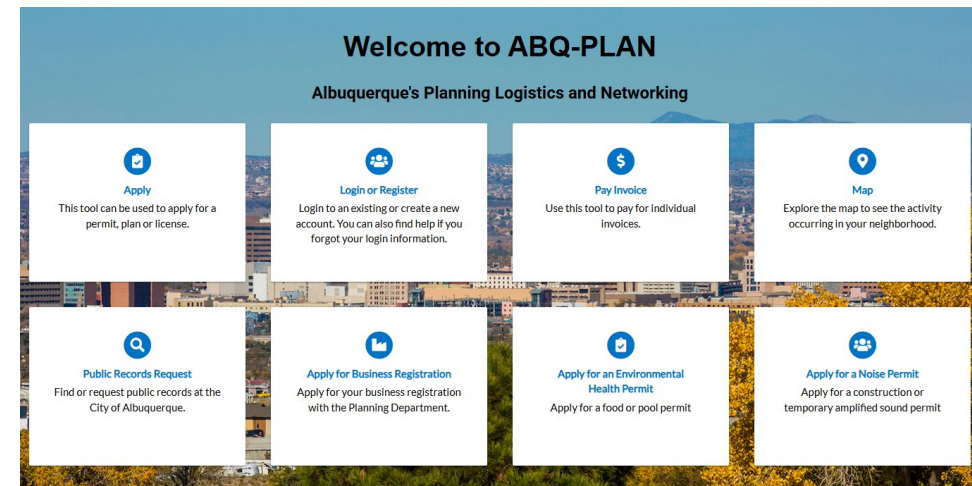 Welcome to ABQ-PLAN
Albuquerque's Planning Logistics and Networking
Apply
This tool can be used to apply for a
permit, plan or license.
Login or Register
Login to an existing or create a new
account. You can also find help if you
forgot your login information.
Pay Invoice
Use this tool to pay for individual
invoices.
Map
Explore the map to see the activity
occurring in your neighborhood.
Public Records Request
Find or request public records at the
City of Albuquerque.
Apply for Business Registration
Apply for your business registration
with the Planning Department.
Apply for an Environmental
Health Permit
Apply for a food or pool permit
Apply for a Noise Permit
Apply for a construction or
temporary amplified sound permit